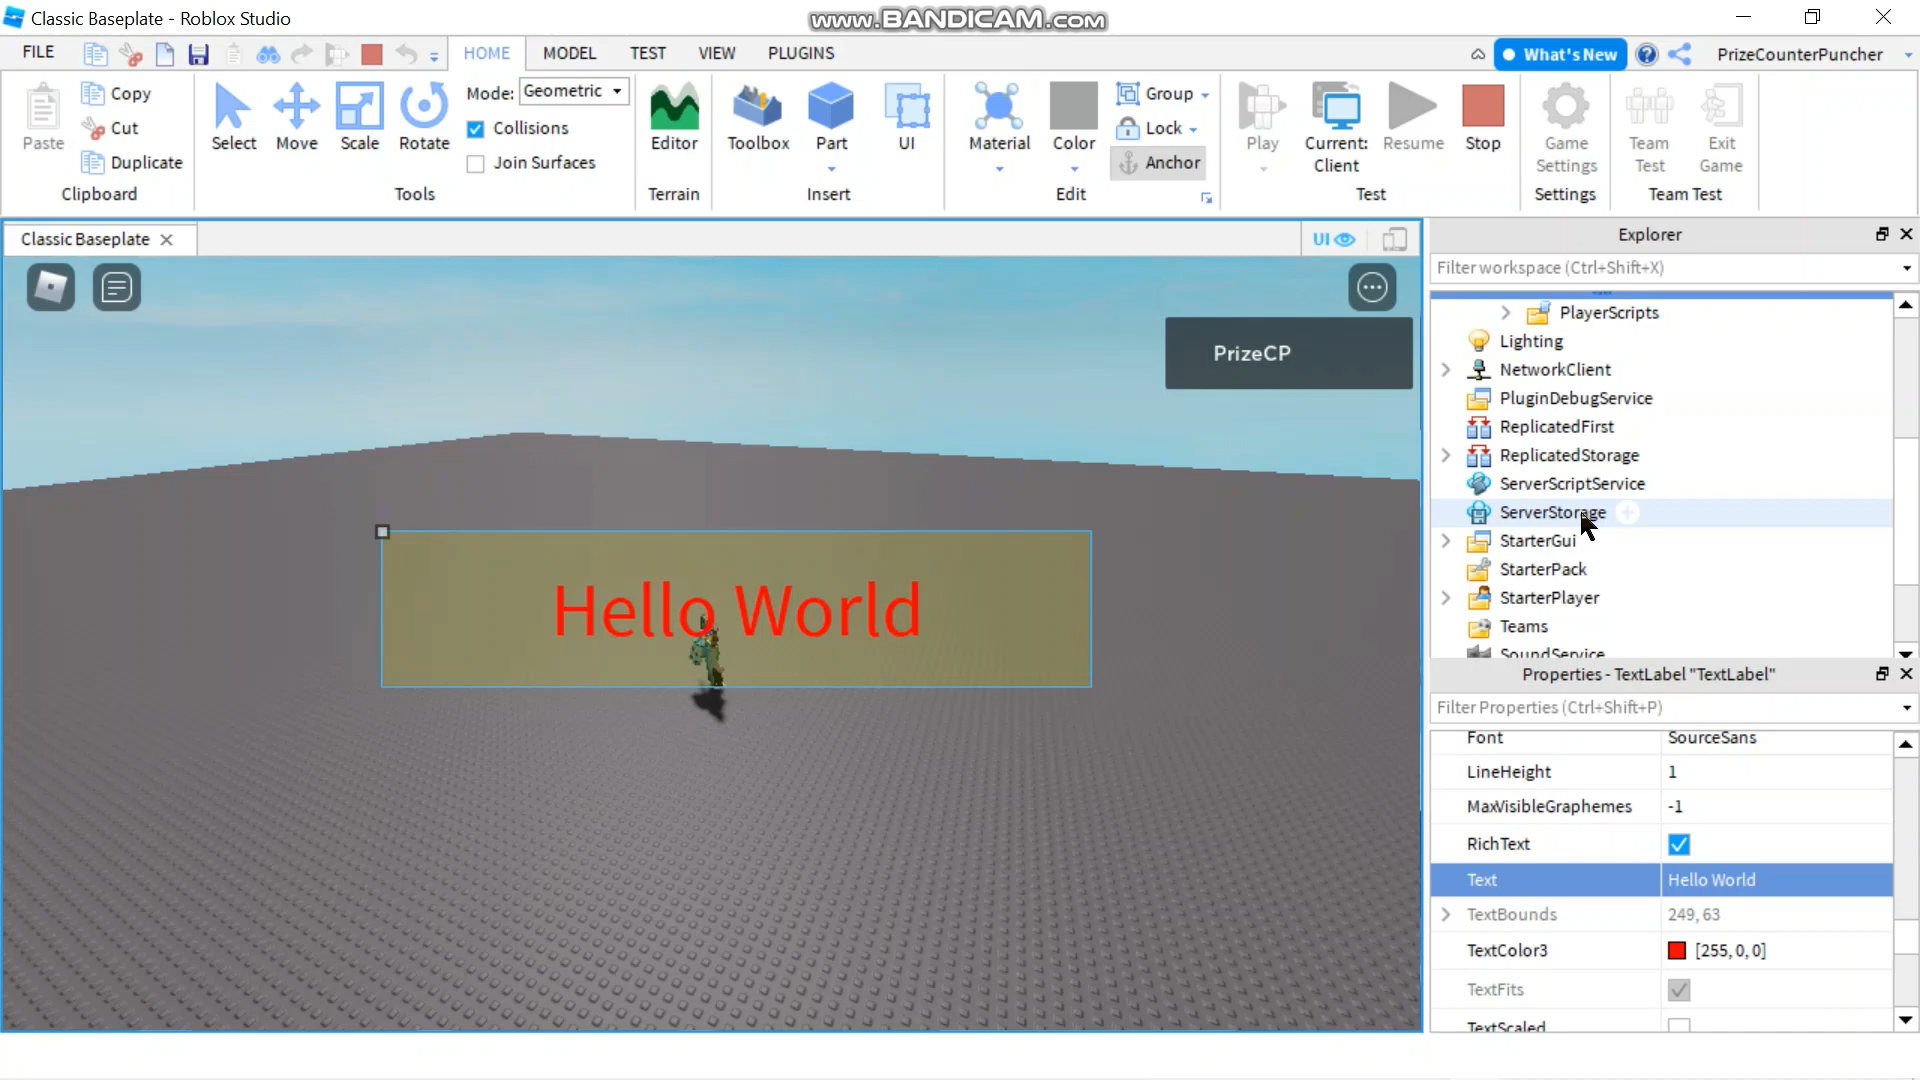 Classic Baseplate - Roblox Studio
www.BANDICAM.com
FILE
HOME
MODEL
TEST
VIEW
PLUGINS
What's New
PrizeCounterPuncher
Paste
Copy
Cut
Duplicate
Clipboard
Select
Move
Scale
Rotate
Mode: Geometric
Collisions
Join Surfaces
Tools
Editor
Terrain
Toolbox
Part
UI
Insert
Material
Color
Group
Lock
Anchor
Edit
Play
Current:
Client
Resume
Stop
Test
Game
Settings
Settings
Team
Test
Exit
Game
Team Test
Classic Baseplate
UI
PrizeCP
Hello World
Explorer
Filter workspace (Ctrl+Shift+X)
PlayerScripts
Lighting
NetworkClient
PluginDebugService
ReplicatedFirst
ReplicatedStorage
ServerScriptService
ServerStorage
StarterGui
StarterPack
StarterPlayer
Teams
SoundService
Properties - TextLabel "TextLabel"
Filter Properties (Ctrl+Shift+P)
Font SourceSans
LineHeight 1
MaxVisibleGraphemes -1
RichText
Text Hello World
TextBounds 249, 63
TextColor3 [255, 0, 0]
TextFits
TextScaled